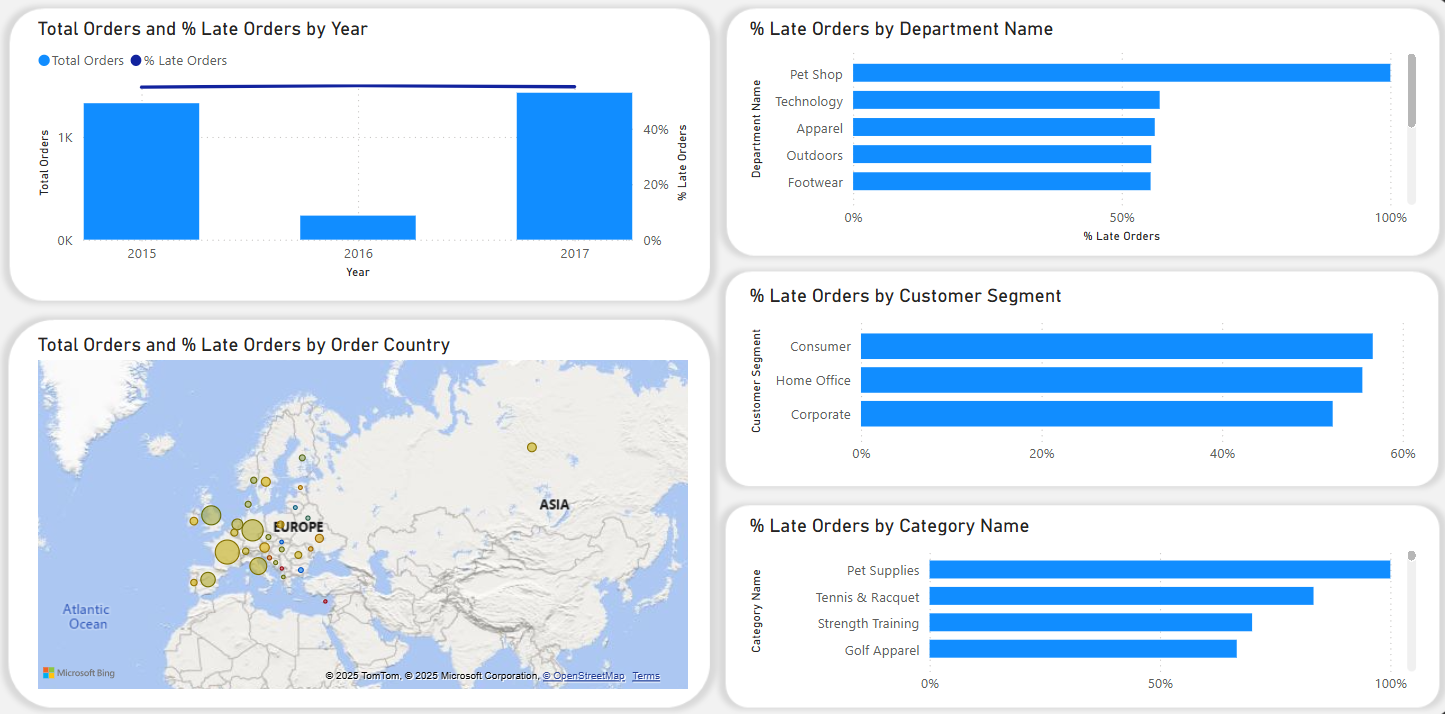 Total Orders and % Late Orders by Year
Total Orders % Late Orders
Total Orders
1K
0K
40%
20%
0%
% Late Orders
2015 2016 2017
Year
Total Orders and % Late Orders by Order Country
EUROPE
ASIA
Atlantic
Ocean
Microsoft Bing
© 2025 TomTom, © 2025 Microsoft Corporation, © OpenStreetMap Terms
% Late Orders by Department Name
Department Name
Pet Shop
Technology
Apparel
Outdoors
Footwear
0% 50% 100%
% Late Orders
% Late Orders by Customer Segment
Customer Segment
Consumer
Home Office
Corporate
0% 20% 40% 60%
% Late Orders by Category Name
Category Name
Pet Supplies
Tennis & Racquet
Strength Training
Golf Apparel
0% 50% 100%